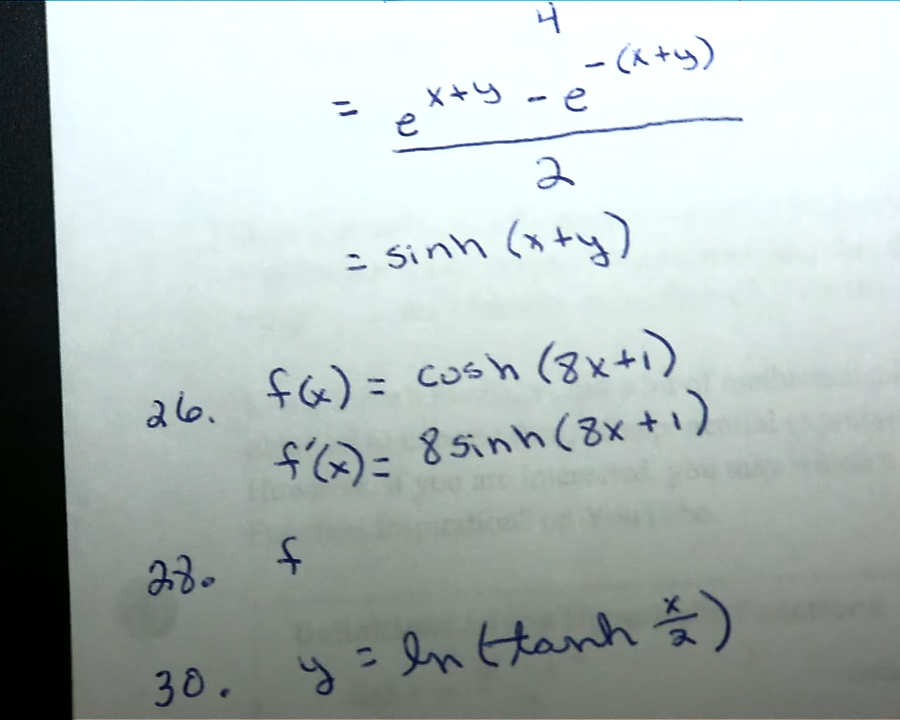 4
= e^x+y - e^-(x+y)
2
= sinh (x+y)
26. f(x) = cosh (8x+1)
f'(x) = 8 sinh (8x+1)
28. f
30. y = ln (tanh x/2)